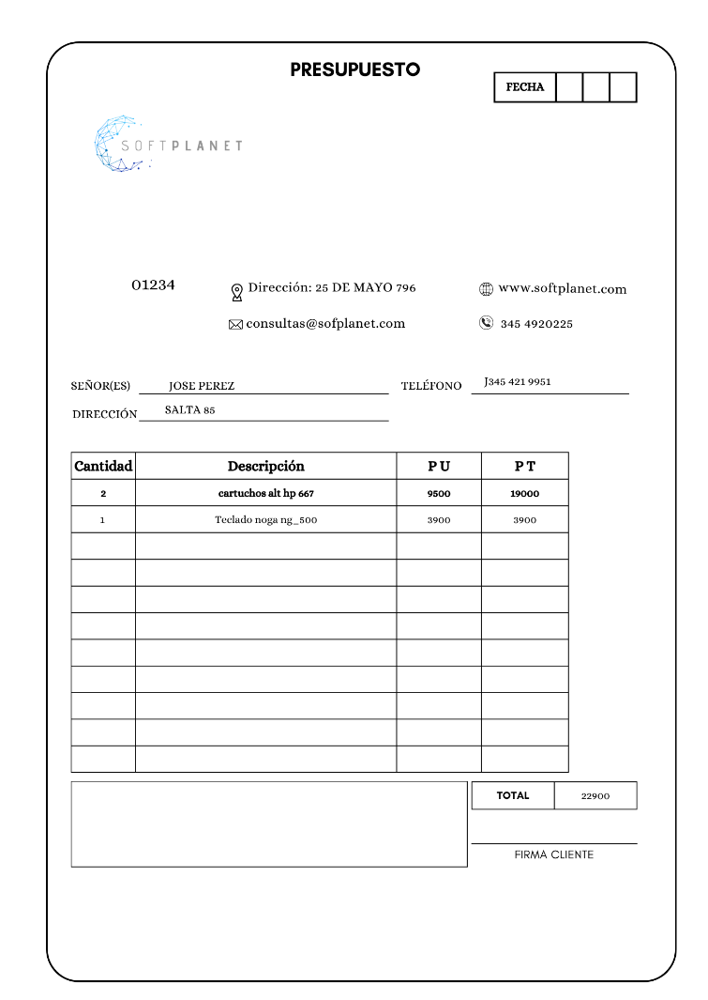 PRESUPUESTO
FECHA
SOFTPLANET
01234
Dirección: 25 DE MAYO 796
www.softplanet.com
consultas@sofplanet.com
345 4920225
SEÑOR(ES) JOSE PEREZ
TELÉFONO J345 421 9951
DIRECCIÓN SALTA 85
Cantidad Descripción P U P T
2 cartuchos alt hp 667 9500 19000
1 Teclado noga ng_500 3900 3900
TOTAL 22900
FIRMA CLIENTE